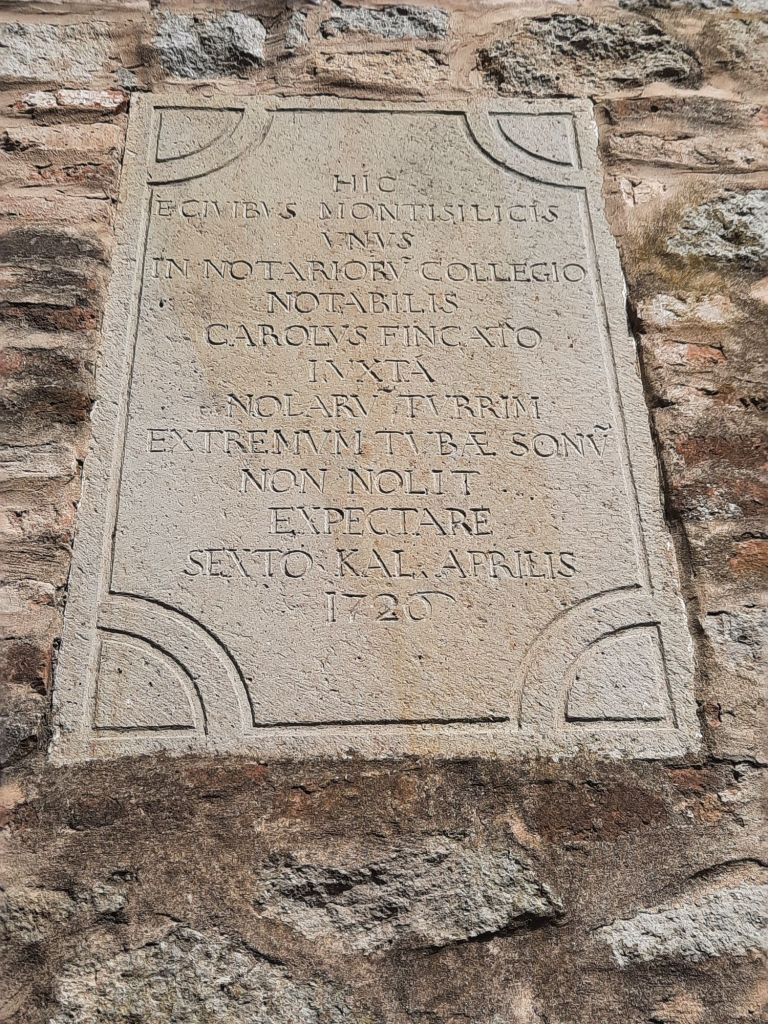 HIC
E CIVIBVS MONTISILICIS
VNVS
IN NOTARIORV̄ COLLEGIO
NOTABILIS
CAROLVS FINCATO
IVXTA
NOLARV̄ TVRRIM
EXTREMVM TVBÆ SONV̄
NON NOLIT
EXPECTARE
SEXTO KAL. APRILIS
1726